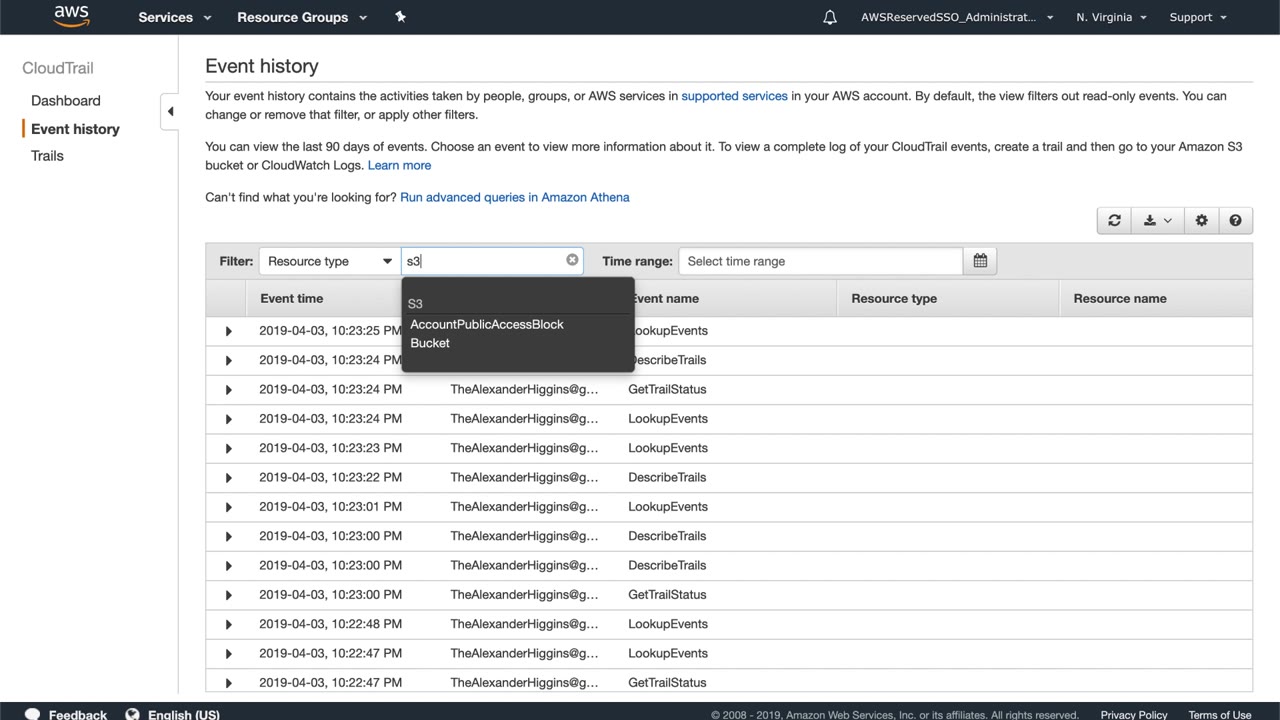 aws Services Resource Groups AWSReservedSSO_Administrat... N. Virginia Support
CloudTrail
Dashboard
Event history
Trails
Event history
Your event history contains the activities taken by people, groups, or AWS services in supported services in your AWS account. By default, the view filters out read-only events. You can
change or remove that filter, or apply other filters.
You can view the last 90 days of events. Choose an event to view more information about it. To view a complete log of your CloudTrail events, create a trail and then go to your Amazon S3
bucket or CloudWatch Logs. Learn more
Can't find what you're looking for? Run advanced queries in Amazon Athena
Filter: Resource type s3 Time range: Select time range
Event time Event name Resource type Resource name
S3
AccountPublicAccessBlock
Bucket
2019-04-03, 10:23:25 PM LookupEvents
2019-04-03, 10:23:24 PM DescribeTrails
2019-04-03, 10:23:24 PM TheAlexanderHiggins@g... GetTrailStatus
2019-04-03, 10:23:24 PM TheAlexanderHiggins@g... LookupEvents
2019-04-03, 10:23:23 PM TheAlexanderHiggins@g... LookupEvents
2019-04-03, 10:23:22 PM TheAlexanderHiggins@g... DescribeTrails
2019-04-03, 10:23:01 PM TheAlexanderHiggins@g... LookupEvents
2019-04-03, 10:23:00 PM TheAlexanderHiggins@g... DescribeTrails
2019-04-03, 10:23:00 PM TheAlexanderHiggins@g... DescribeTrails
2019-04-03, 10:23:00 PM TheAlexanderHiggins@g... GetTrailStatus
2019-04-03, 10:22:48 PM TheAlexanderHiggins@g... LookupEvents
2019-04-03, 10:22:47 PM TheAlexanderHiggins@g... LookupEvents
2019-04-03, 10:22:47 PM TheAlexanderHiggins@g... GetTrailStatus
Feedback English (US) © 2008 - 2019, Amazon Web Services, Inc. or its affiliates. All rights reserved. Privacy Policy Terms of Use